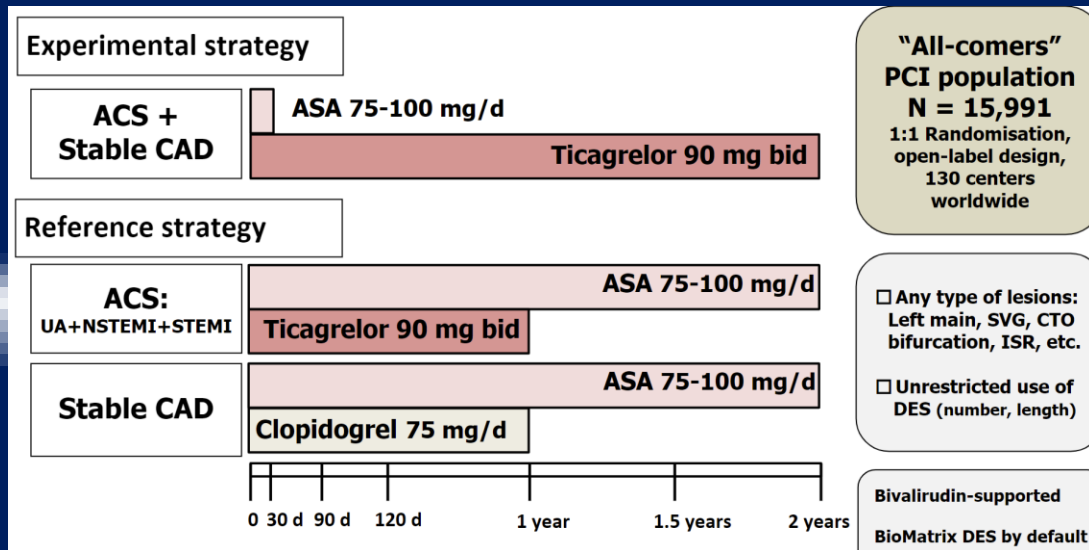 Experimental strategy
ACS +
Stable CAD
ASA 75-100 mg/d
Ticagrelor 90 mg bid
Reference strategy
ACS:
UA+NSTEMI+STEMI
ASA 75-100 mg/d
Ticagrelor 90 mg bid
Stable CAD
ASA 75-100 mg/d
Clopidogrel 75 mg/d
0 30 d 90 d 120 d 1 year 1.5 years 2 years
“All-comers”
PCI population
N = 15,991
1:1 Randomisation,
open-label design,
130 centers
worldwide
☐ Any type of lesions:
Left main, SVG, CTO
bifurcation, ISR, etc.
☐ Unrestricted use of
DES (number, length)
Bivalirudin-supported
BioMatrix DES by default